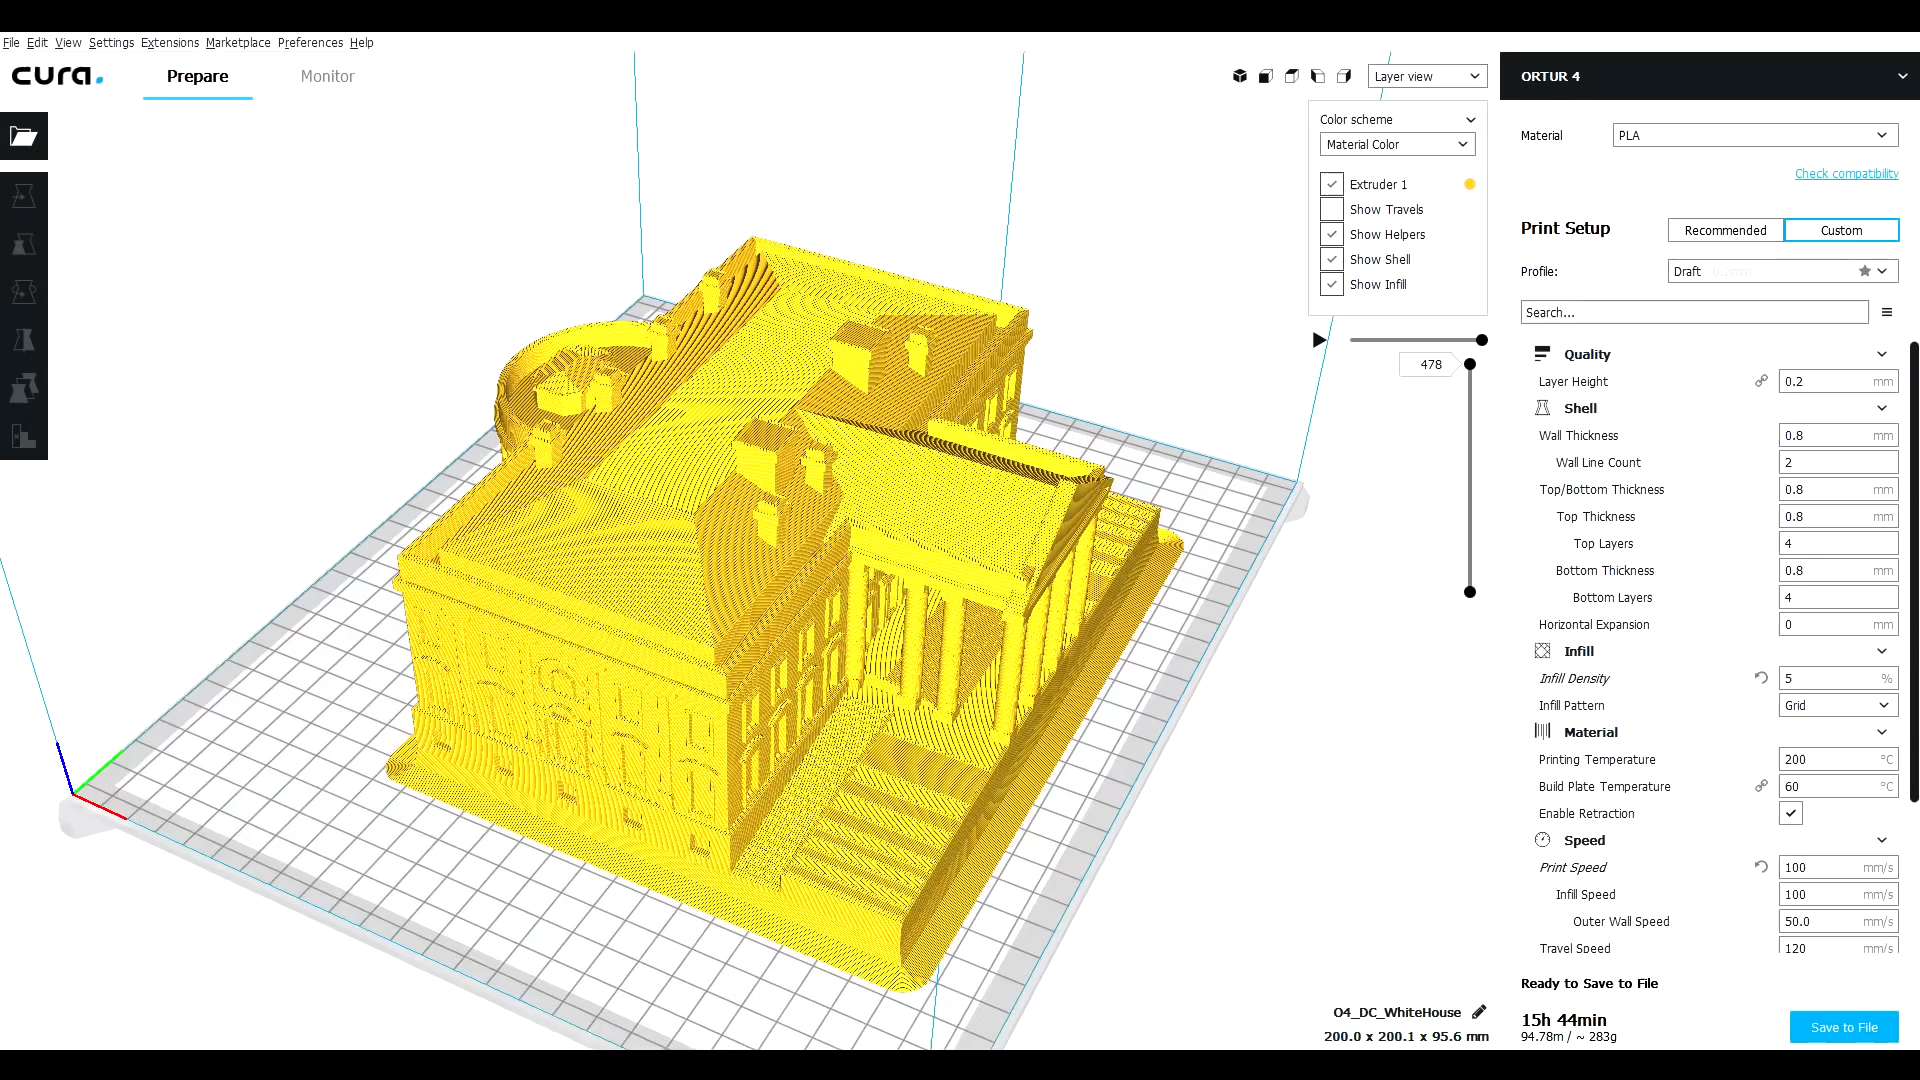 File Edit View Settings Extensions Marketplace Preferences Help
cura.
Prepare
Monitor
Layer view
ORTUR 4
Color scheme
Material Color
Extruder 1
Show Travels
Show Helpers
Show Shell
Show Infill
478
Material PLA
Check compatibility
Print Setup Recommended Custom
Profile: Draft - 0.2mm
Search...
Quality
Layer Height 0.2 mm
Shell
Wall Thickness 0.8 mm
Wall Line Count 2
Top/Bottom Thickness 0.8 mm
Top Thickness 0.8 mm
Top Layers 4
Bottom Thickness 0.8 mm
Bottom Layers 4
Horizontal Expansion 0 mm
Infill
Infill Density 5 %
Infill Pattern Grid
Material
Printing Temperature 200 °C
Build Plate Temperature 60 °C
Enable Retraction
Speed
Print Speed 100 mm/s
Infill Speed 100 mm/s
Outer Wall Speed 50.0 mm/s
Travel Speed 120 mm/s
Ready to Save to File
15h 44min
94.78m / ~ 283g
Save to File
O4_DC_WhiteHouse
200.0 x 200.1 x 95.6 mm